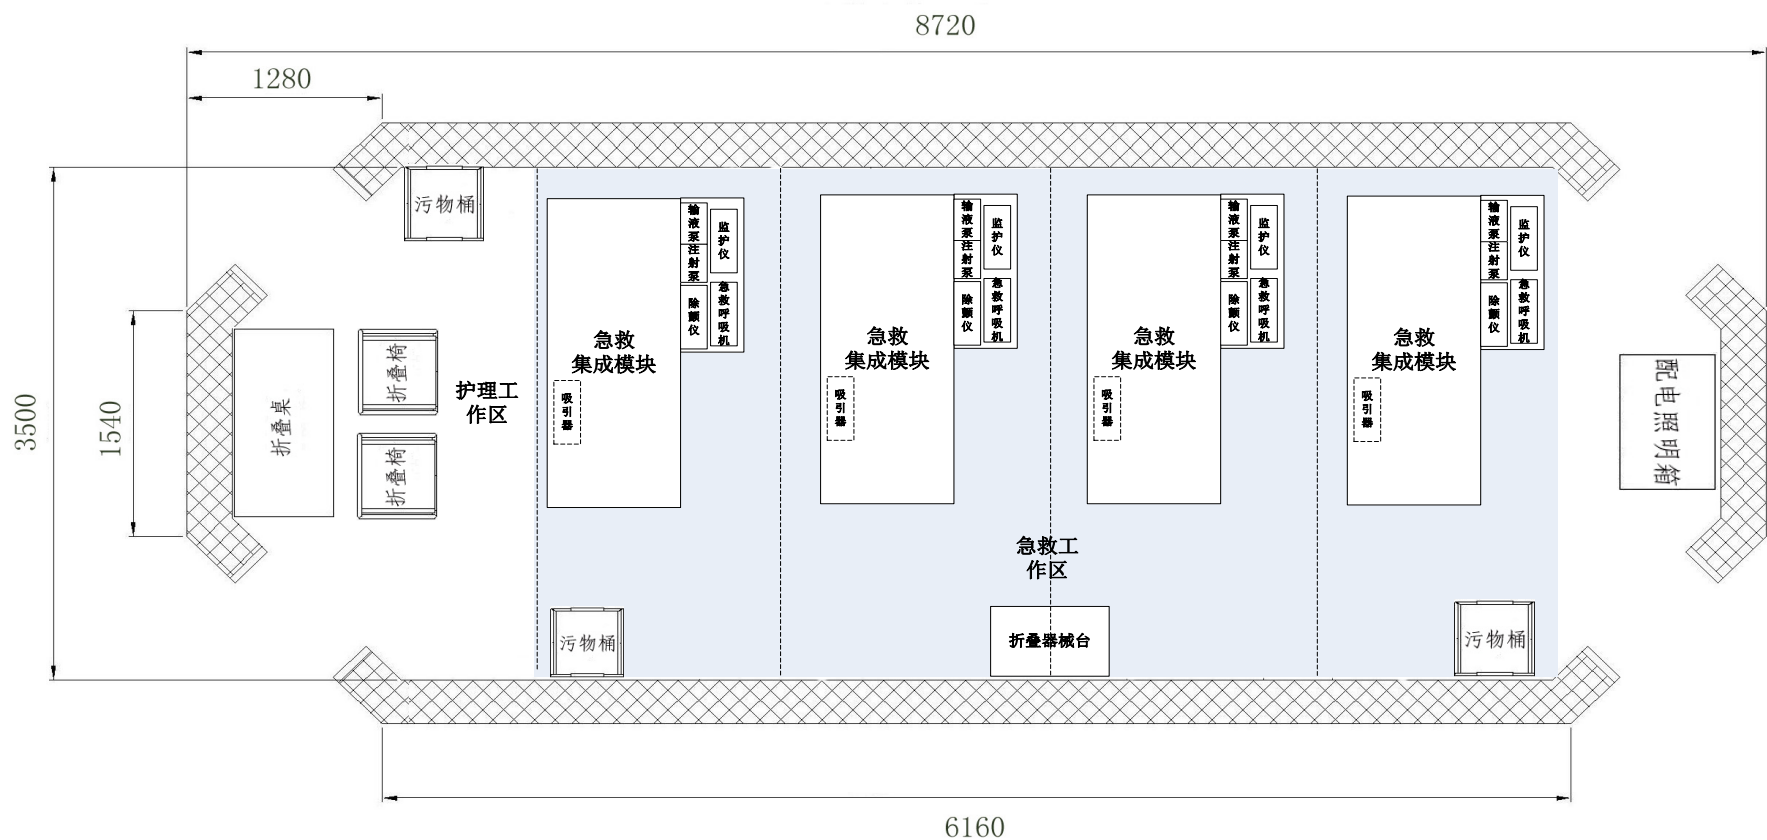 8720
1280
3500
1540
6160
污物桶
折叠桌
折叠椅
折叠椅
护理工
作区
急救
集成模块
吸引器
输液泵
注射泵
监护仪
除颤仪
急救呼吸机
急救
集成模块
吸引器
输液泵
注射泵
监护仪
除颤仪
急救呼吸机
急救
集成模块
吸引器
输液泵
注射泵
监护仪
除颤仪
急救呼吸机
急救
集成模块
吸引器
输液泵
注射泵
监护仪
除颤仪
急救呼吸机
配电照明箱
急救工
作区
污物桶
折叠器械台
污物桶